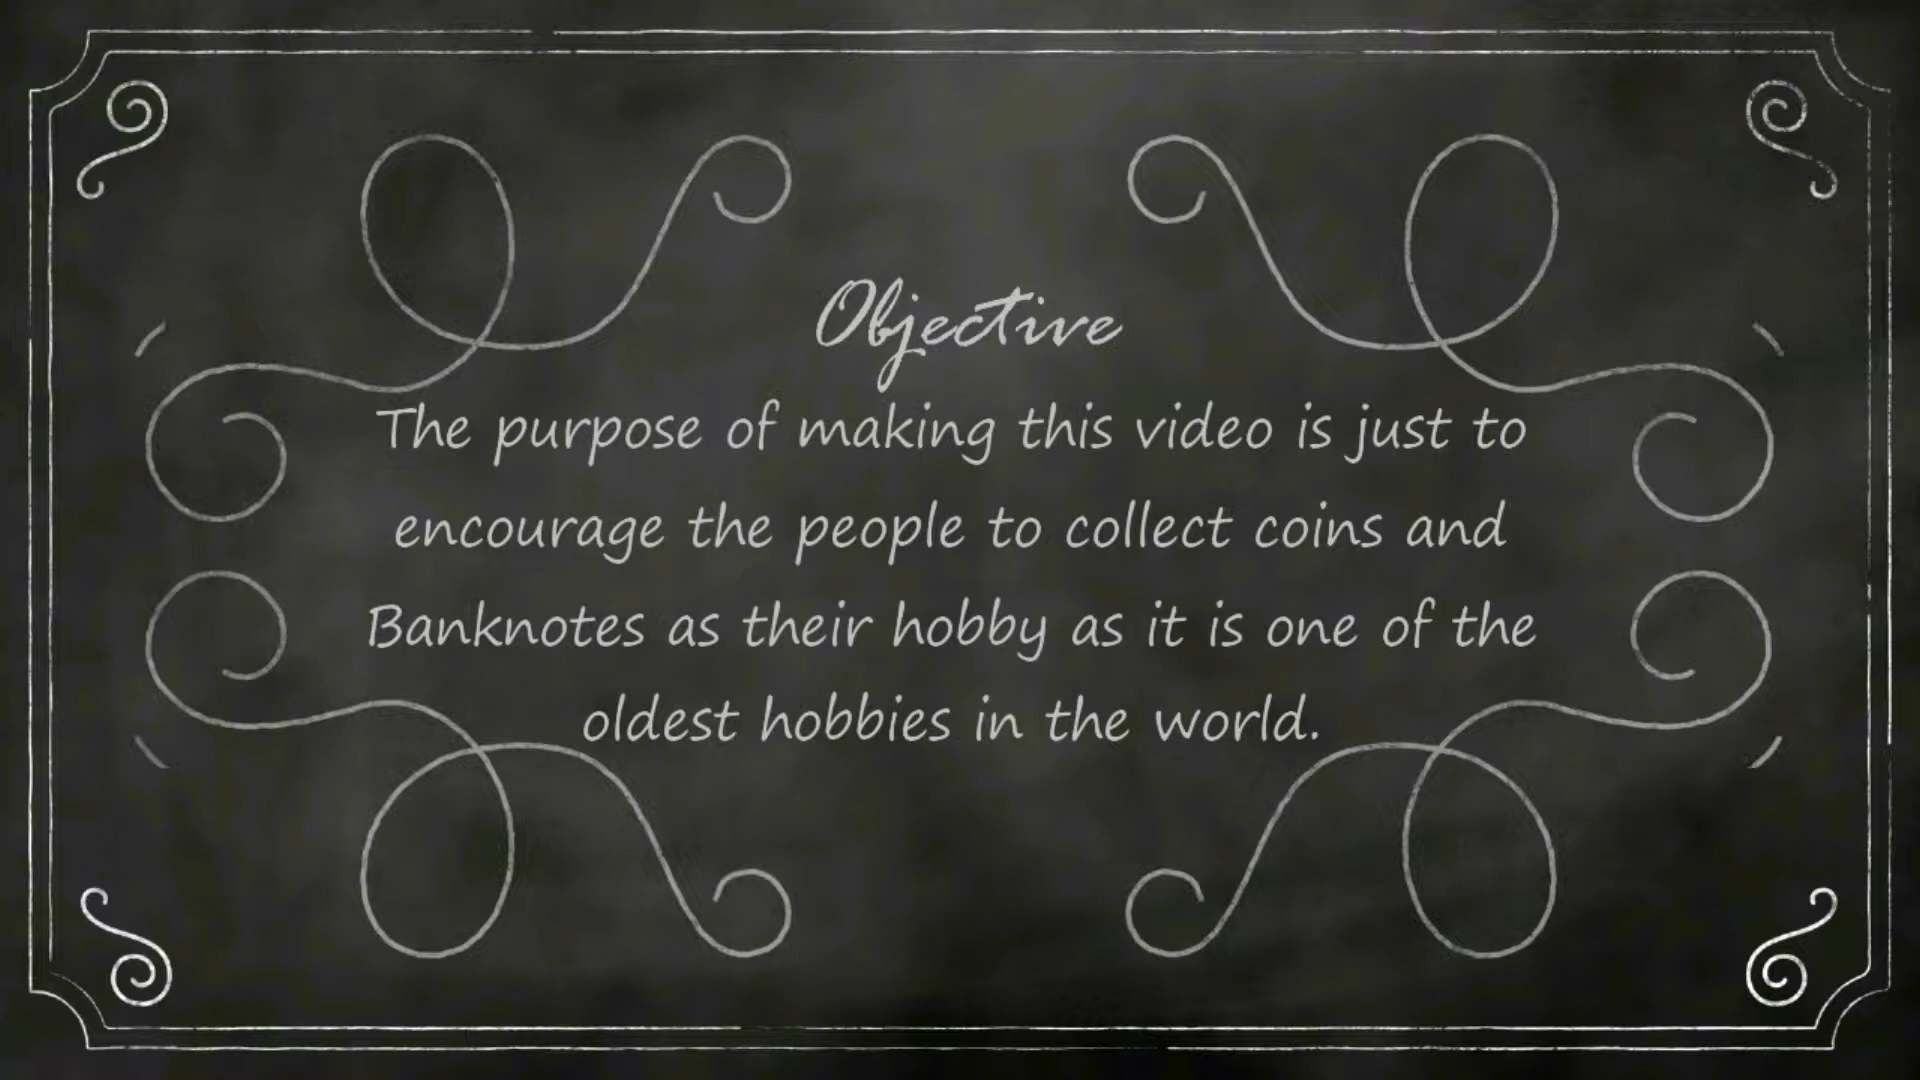 Objective
The purpose of making this video is just to
encourage the people to collect coins and
Banknotes as their hobby as it is one of the
oldest hobbies in the world.